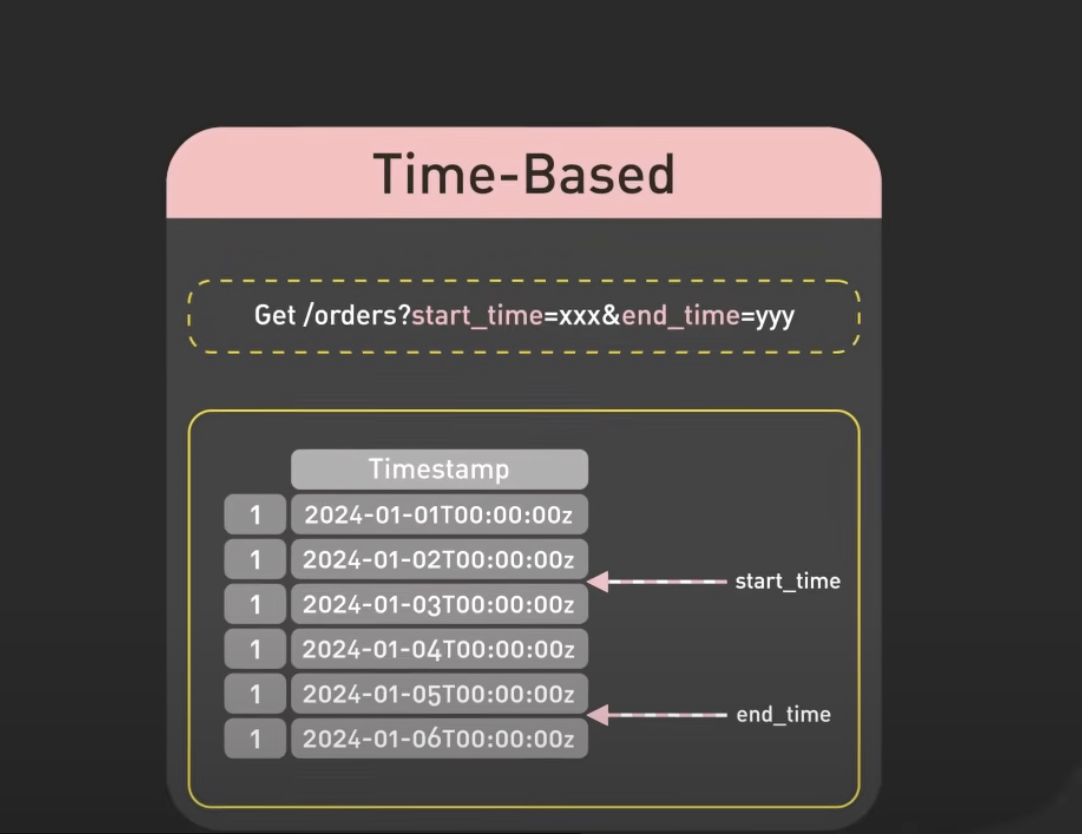 Time-Based
Get /orders?start_time=xxx&end_time=yyy
Timestamp
1 2024-01-01T00:00:00z
1 2024-01-02T00:00:00z
start_time
1 2024-01-03T00:00:00z
1 2024-01-04T00:00:00z
1 2024-01-05T00:00:00z
end_time
1 2024-01-06T00:00:00z